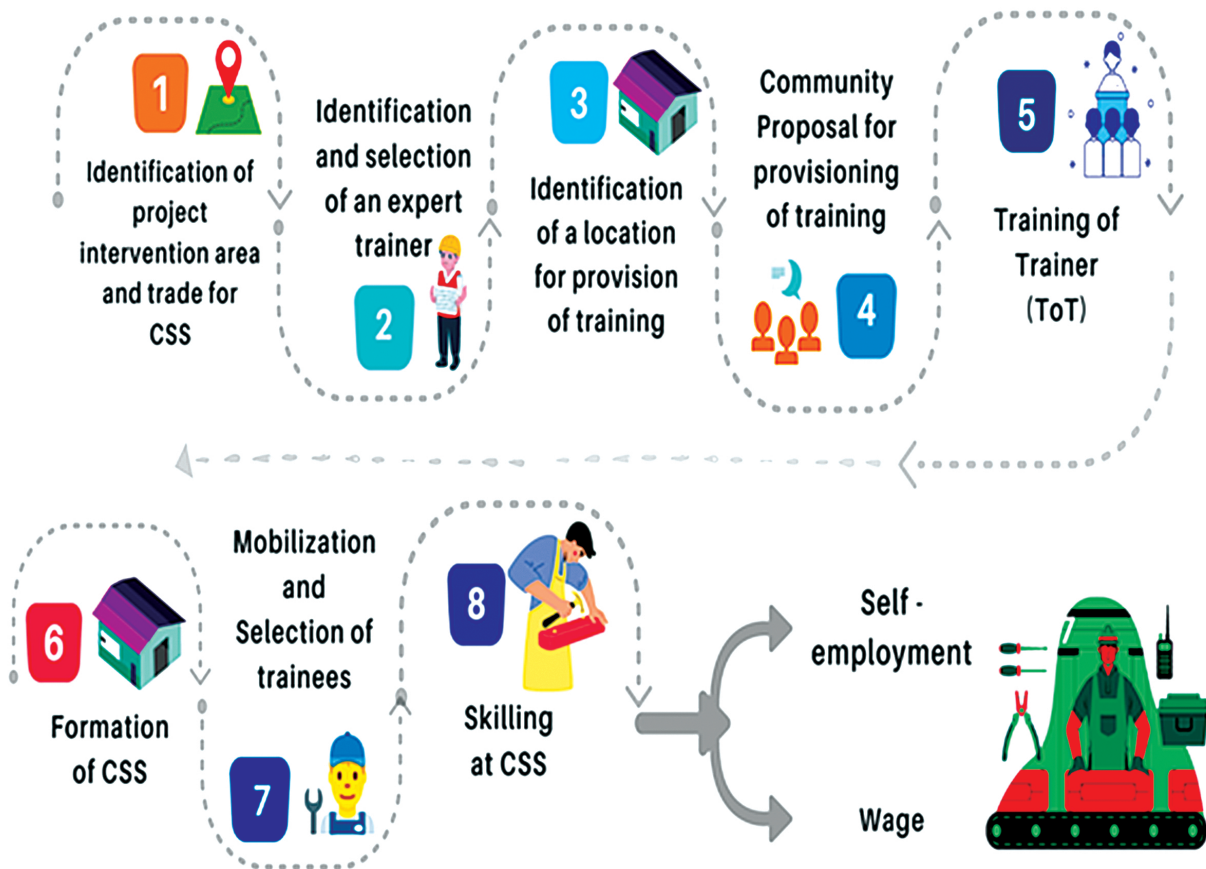 1
Identification of
project
intervention area
and trade for
CSS
Identification
and selection
of an expert
trainer
2
3
Identification
of a location
for provision
of training
Community
Proposal for
provisioning
of training
4
5
Training of
Trainer
(ToT)
6
Formation
of CSS
Mobilization
and
Selection of
trainees
7
8
Skilling
at CSS
Self -
employment
Wage